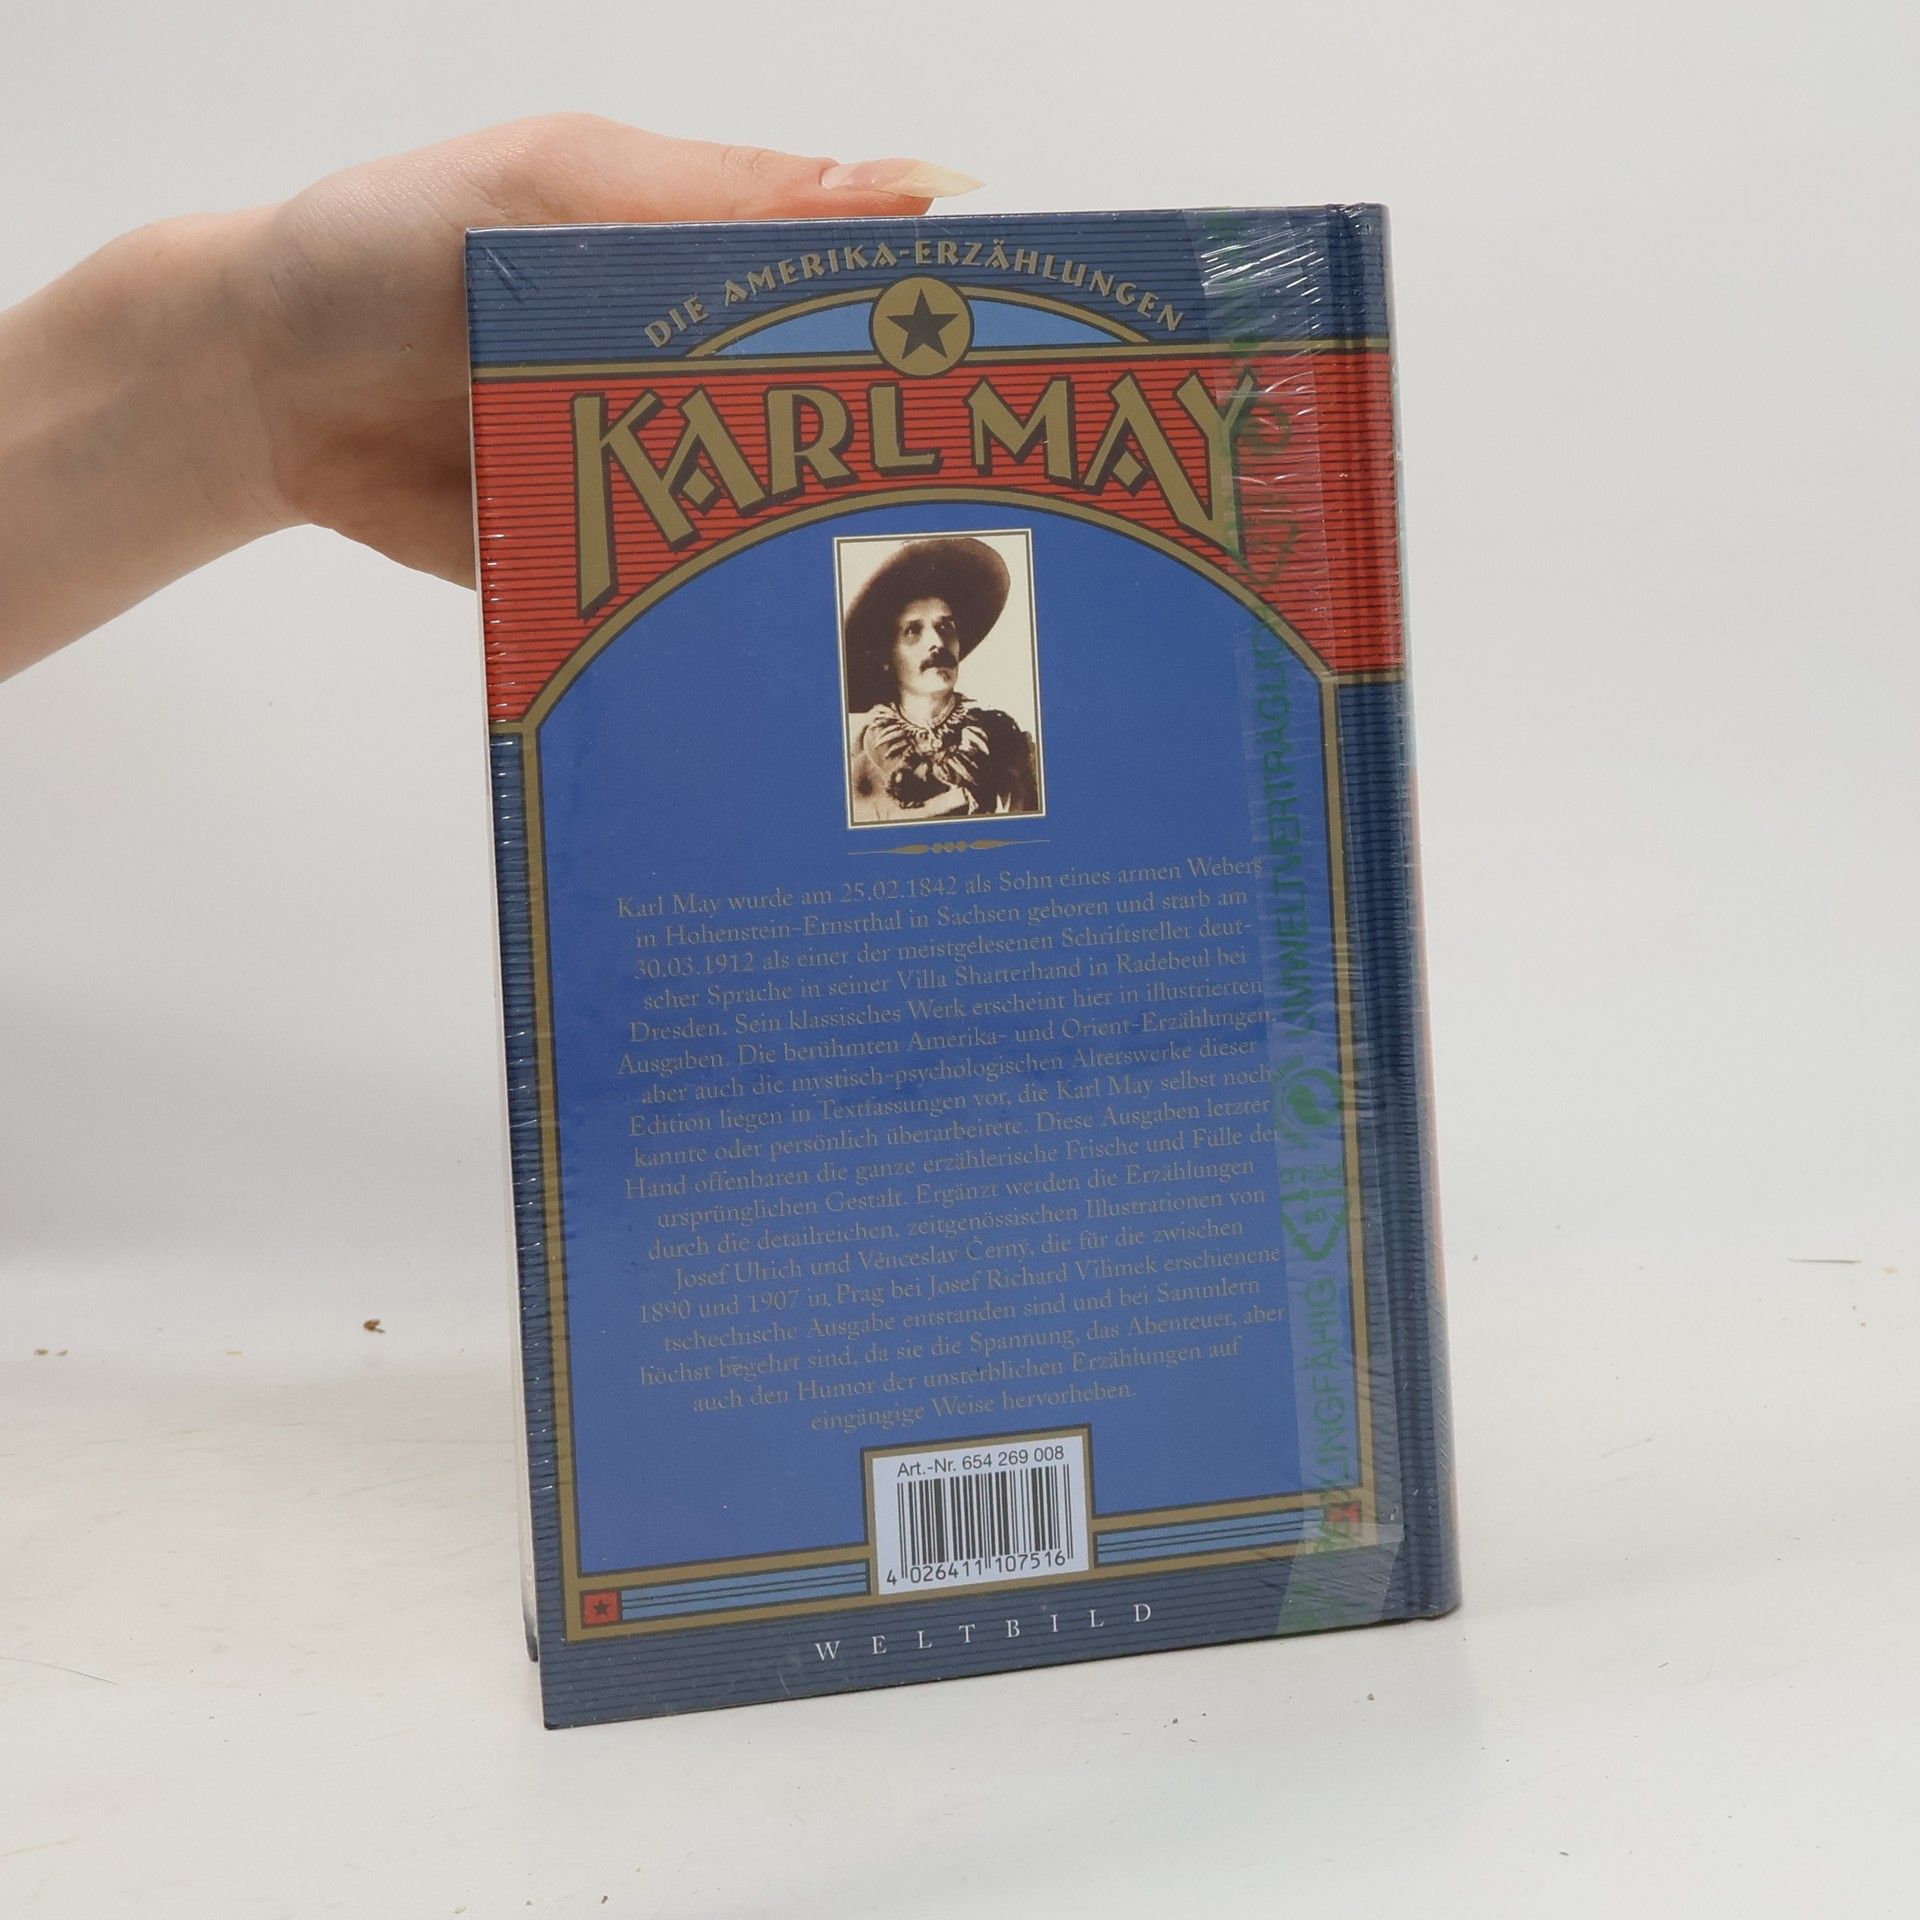 DIE AMERIKA-ERZÄHLUNGEN
KARL MAY
Karl May wurde am 25.02.1842 als Sohn eines armen Webers
in Hohenstein-Ernstthal in Sachsen geboren und starb am
30.03.1912 als einer der meistgelesenen Schriftsteller deut-
scher Sprache in seiner Villa Shatterhand in Radebeul bei
Dresden. Sein klassisches Werk erscheint hier in illustrierten
Ausgaben. Die berühmten Amerika- und Orient-Erzählungen,
aber auch die mystisch-psychologischen Alterswerke dieser
Edition liegen in Textfassungen vor, die Karl May selbst noch
kannte oder persönlich überarbeitete. Diese Ausgaben letzter
Hand offenbaren die ganze erzählerische Frische und Fülle der
ursprünglichen Gestalt. Ergänzt werden die Erzählungen
durch die detailreichen, zeitgenössischen Illustrationen von
Josef Ulrich und Věnceslav Černý, die für die zwischen
1890 und 1907 in Prag bei Josef Richard Vilimek erschienene
tschechische Ausgabe entstanden sind und bei Sammlern
höchst begehrt sind, da sie die Spannung, das Abenteuer, aber
auch den Humor der unsterblichen Erzählungen auf
eingängige Weise hervorheben.
Art.-Nr. 654 269 008
4 026411 107516
WELTBILD
UMWELTVERTRÄGLICH